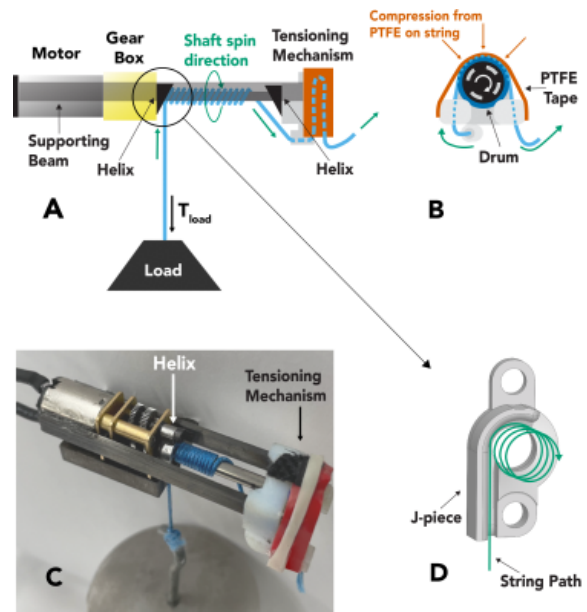 Motor
Gear
Box
Shaft spin
direction
Tensioning
Mechanism
Supporting
Beam
Helix
Helix
A
T load
Load
Compression from
PTFE on string
PTFE
Tape
Drum
B
Helix
Tensioning
Mechanism
C
J-piece
D
String Path